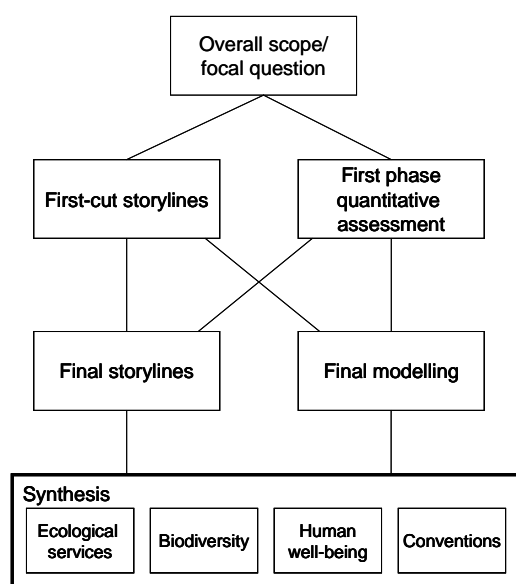 Overall scope/
focal question
First-cut storylines
First phase
quantitative
assessment
Final storylines
Final modelling
Synthesis
Ecological
services
Biodiversity
Human
well-being
Conventions